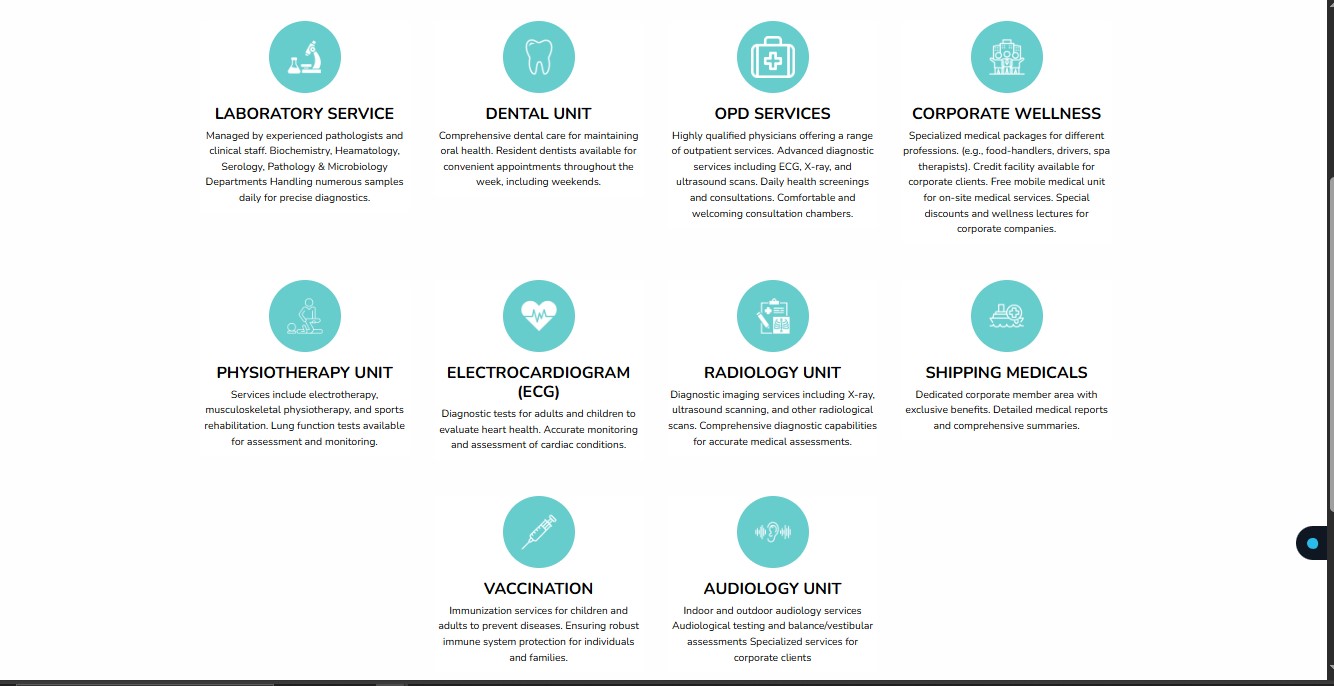 LABORATORY SERVICE
Managed by experienced pathologists and
clinical staff. Biochemistry, Heamatology,
Serology, Pathology & Microbiology
Departments Handling numerous samples
daily for precise diagnostics.
DENTAL UNIT
Comprehensive dental care for maintaining
oral health. Resident dentists available for
convenient appointments throughout the
week, including weekends.
OPD SERVICES
Highly qualified physicians offering a range
of outpatient services. Advanced diagnostic
services including ECG, X-ray, and
ultrasound scans. Daily health screenings
and consultations. Comfortable and
welcoming consultation chambers.
CORPORATE WELLNESS
Specialized medical packages for different
professions, (e.g., food-handlers, drivers, spa
therapists). Credit facility available for
corporate clients. Free mobile medical unit
for on-site medical services. Special
discounts and wellness lectures for
corporate companies.
PHYSIOTHERAPY UNIT
Services include electrotherapy,
musculoskeletal physiotherapy, and sports
rehabilitation. Lung function tests available
for assessment and monitoring.
ELECTROCARDIOGRAM
(ECG)
Diagnostic tests for adults and children to
evaluate heart health. Accurate monitoring
and assessment of cardiac conditions.
RADIOLOGY UNIT
Diagnostic imaging services including X-ray,
ultrasound scanning, and other radiological
scans. Comprehensive diagnostic capabilities
for accurate medical assessments.
SHIPPING MEDICALS
Dedicated corporate member area with
exclusive benefits. Detailed medical reports
and comprehensive summaries.
VACCINATION
Immunization services for children and
adults to prevent diseases. Ensuring robust
immune system protection for individuals
and families.
AUDIOLOGY UNIT
Indoor and outdoor audiology services
Audiological testing and balance/vestibular
assessments Specialized services for
corporate clients